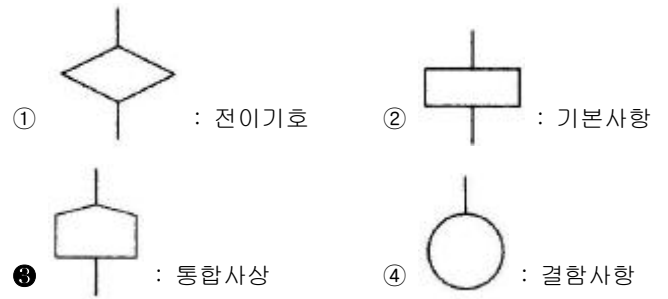 ① : 전이기호 ② : 기본사항
❸ : 통합사상 ④ : 결함사항